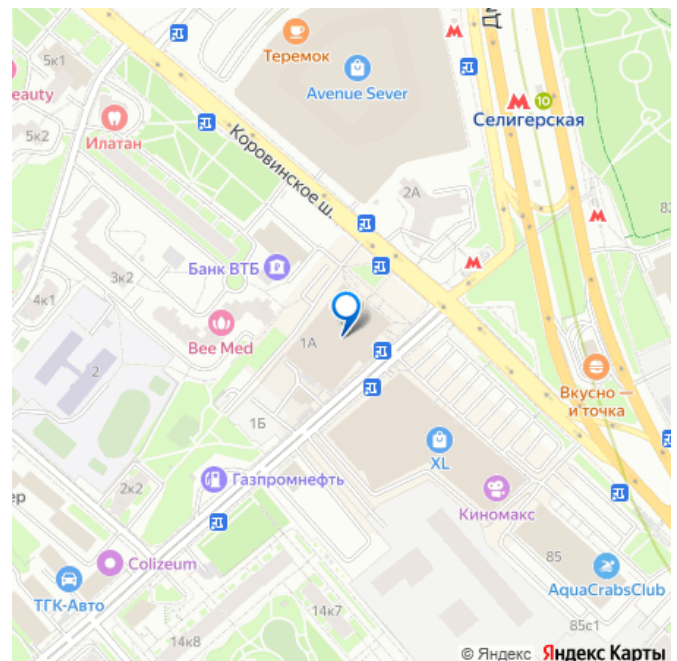 5к1
Теремок
Avenue Sever
М М
10
Селигерская
eauty
5к2
Илатан
Коровинское ш.
2А
М
82
М
Банк ВТБ
3к2
4к1
Bee Med
1А
2
Вкусно —
и точка
1Б
XL
Газпромнефть
2к2
ер
Киномакс
Colizeum
85
ТГК-Авто
AquaCrabsClub
14к7
85с1
14к8
© Яндекс Яндекс Карты